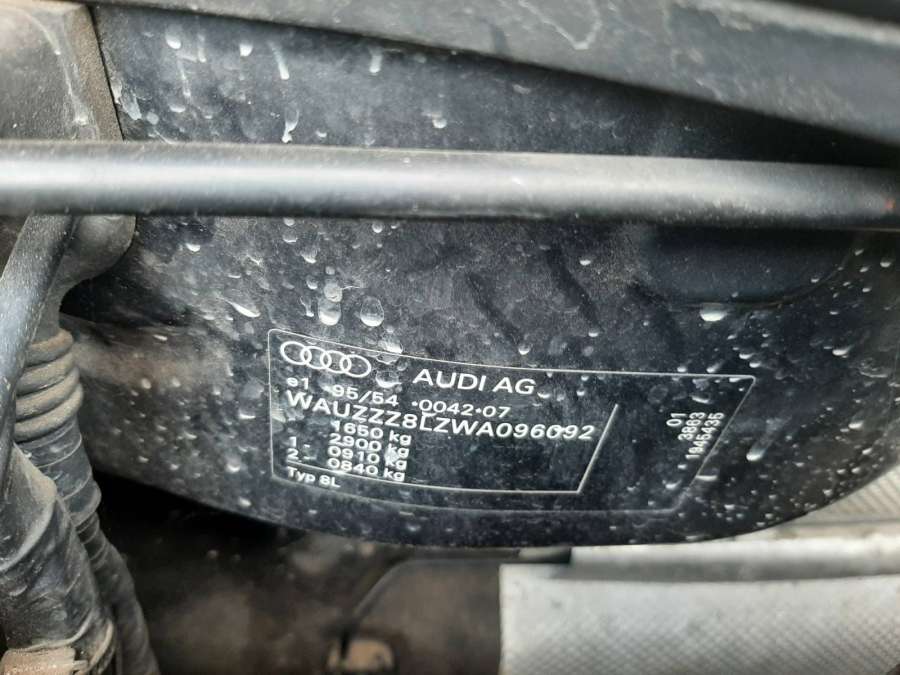 AUDI AG
e1 95/54 *0042*07
WAUZZZ8LZWA096092
1650 kg
1- 2900 kg
2- 0910 kg
0840 kg
Typ 8L
01
3863
1945435